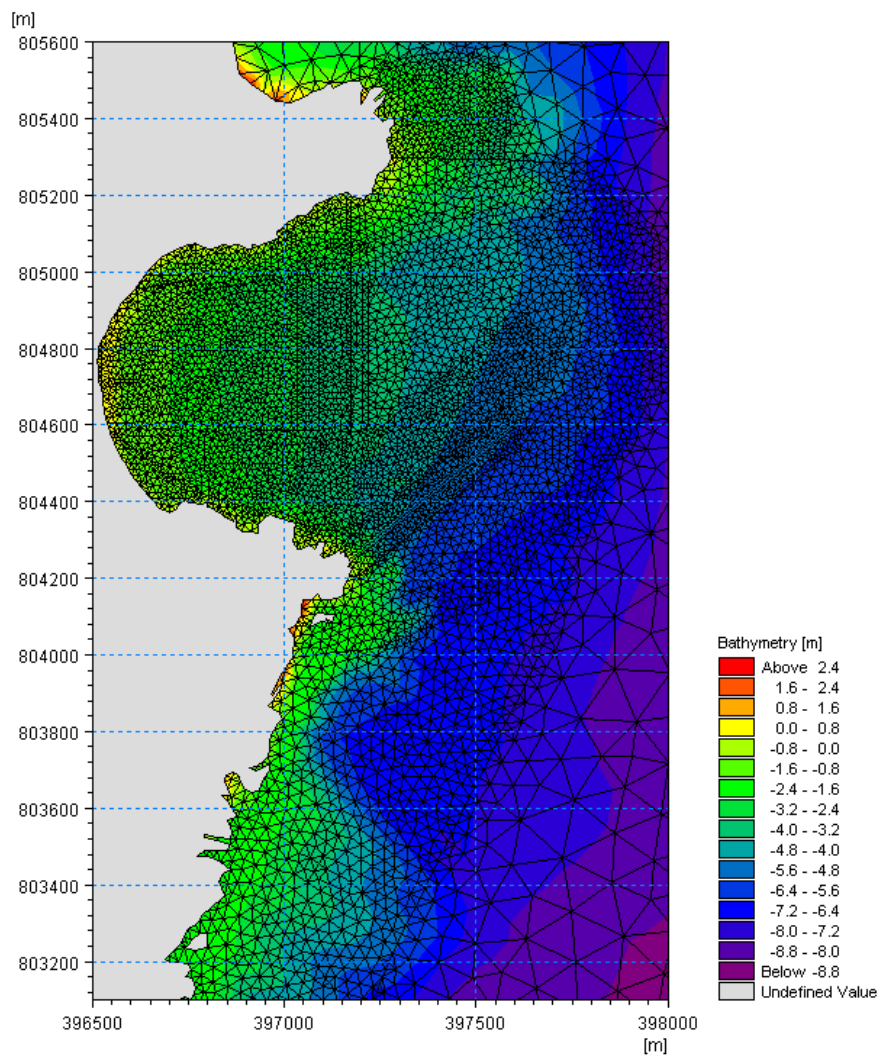 [m]
805600
805400
805200
805000
804800
804600
804400
804200
804000
803800
803600
803400
803200
396500 397000 397500 398000
[m]
Bathymetry [m]
Above 2.4
1.6 - 2.4
0.8 - 1.6
0.0 - 0.8
-0.8 - 0.0
-1.6 - -0.8
-2.4 - -1.6
-3.2 - -2.4
-4.0 - -3.2
-4.8 - -4.0
-5.6 - -4.8
-6.4 - -5.6
-7.2 - -6.4
-8.0 - -7.2
-8.8 - -8.0
Below -8.8
Undefined Value